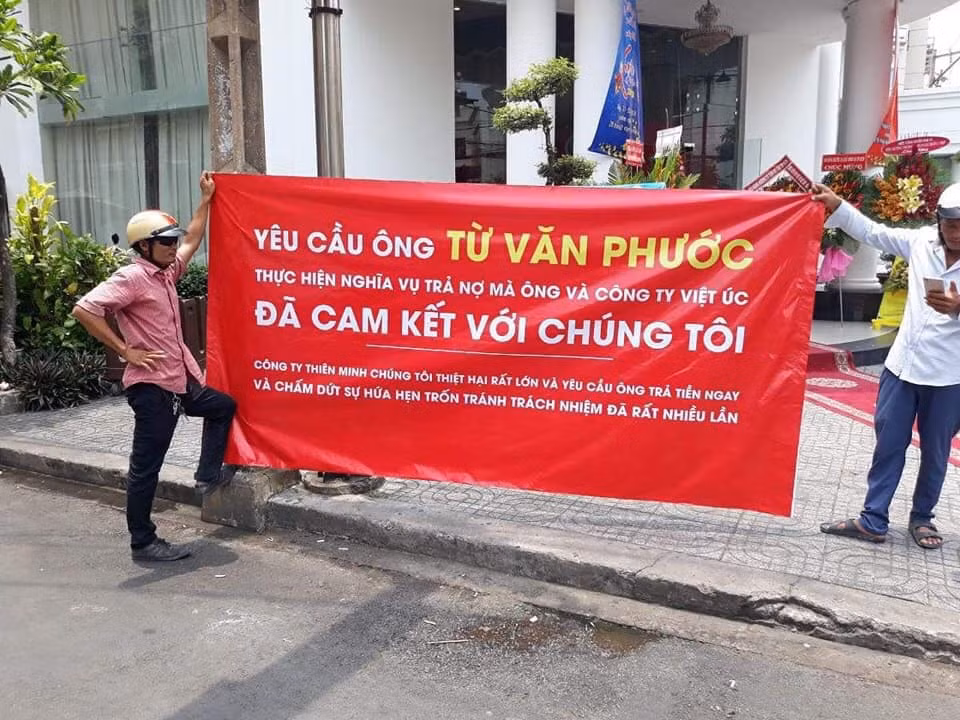 YÊU CẦU ÔNG TỪ VĂN PHƯỚC
THỰC HIỆN NGHĨA VỤ TRẢ NỢ MÀ ÔNG VÀ CÔNG TY VIỆT ÚC
ĐÃ CAM KẾT VỚI CHÚNG TÔI
CÔNG TY THIÊN MINH CHÚNG TÔI THIỆT HẠI RẤT LỚN VÀ YÊU CẦU ÔNG TRẢ TIỀN NGAY
VÀ CHẤM DỨT SỰ HỨA HẸN TRỐN TRÁNH TRÁCH NHIỆM ĐÃ RẤT NHIỀU LẦN
CHÚC MỪNG